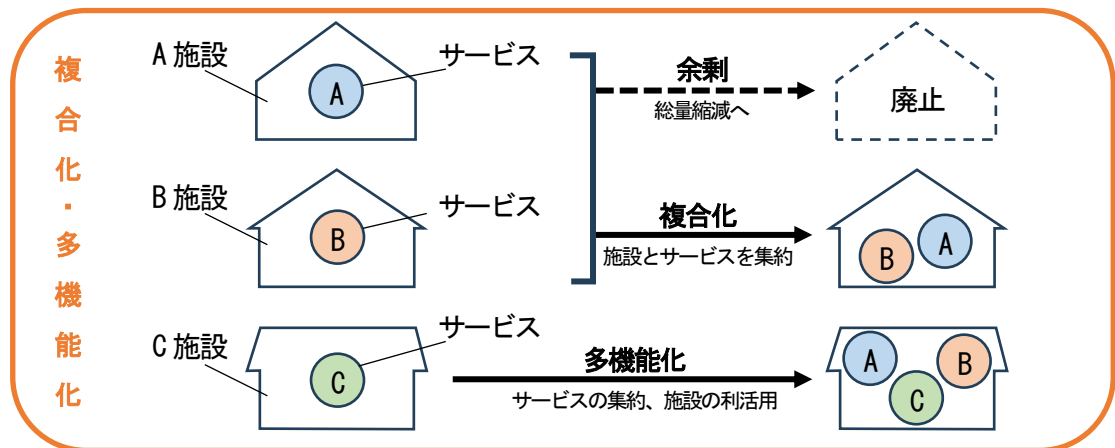 複合化・多機能化
A施設
サービス
A
余剰
総量縮減へ
廃止
B施設
サービス
B
複合化
施設とサービスを集約
B
A
C施設
サービス
C
多機能化
サービスの集約、施設の利活用
A
B
C